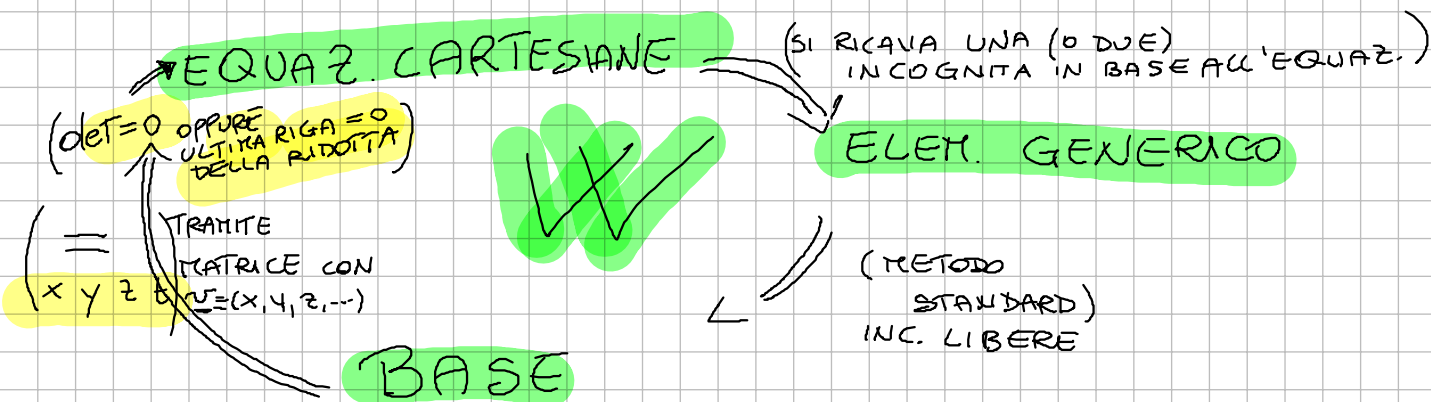 EQUAZ. CARTESIANE
(SI RICAVA UNA (O DUE)
INCOGNITA IN BASE ALL'EQUAZ.)
(det=0 OPPURE
ULTIMA RIGA = 0
DELLA RIDOTTA)
ELEM. GENERICO
W
(=
x y z t)
TRAMITE
MATRICE CON
v=(x,y,z,...)
(METODO
STANDARD)
INC. LIBERE
BASE